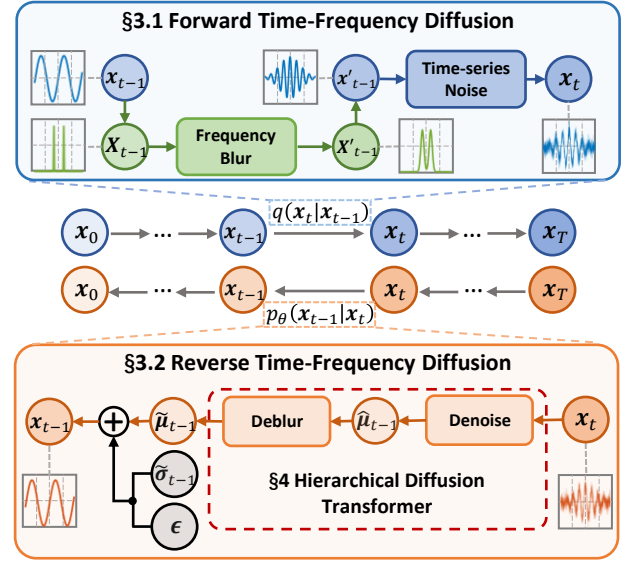 §3.1 Forward Time-Frequency Diffusion
x_{t−1} x'_{t−1} Time-series Noise x_t
X_{t−1} Frequency Blur X'_{t−1}
q(x_t|x_{t−1})
x_0 ... x_{t−1} x_t ... x_T
x_0 ... x_{t−1} x_t ... x_T
p_θ(x_{t−1}|x_t)
§3.2 Reverse Time-Frequency Diffusion
x_{t−1} + μ̃_{t−1} Deblur μ̂_{t−1} Denoise x_t
σ̃_{t−1}
§4 Hierarchical Diffusion
Transformer
ϵ